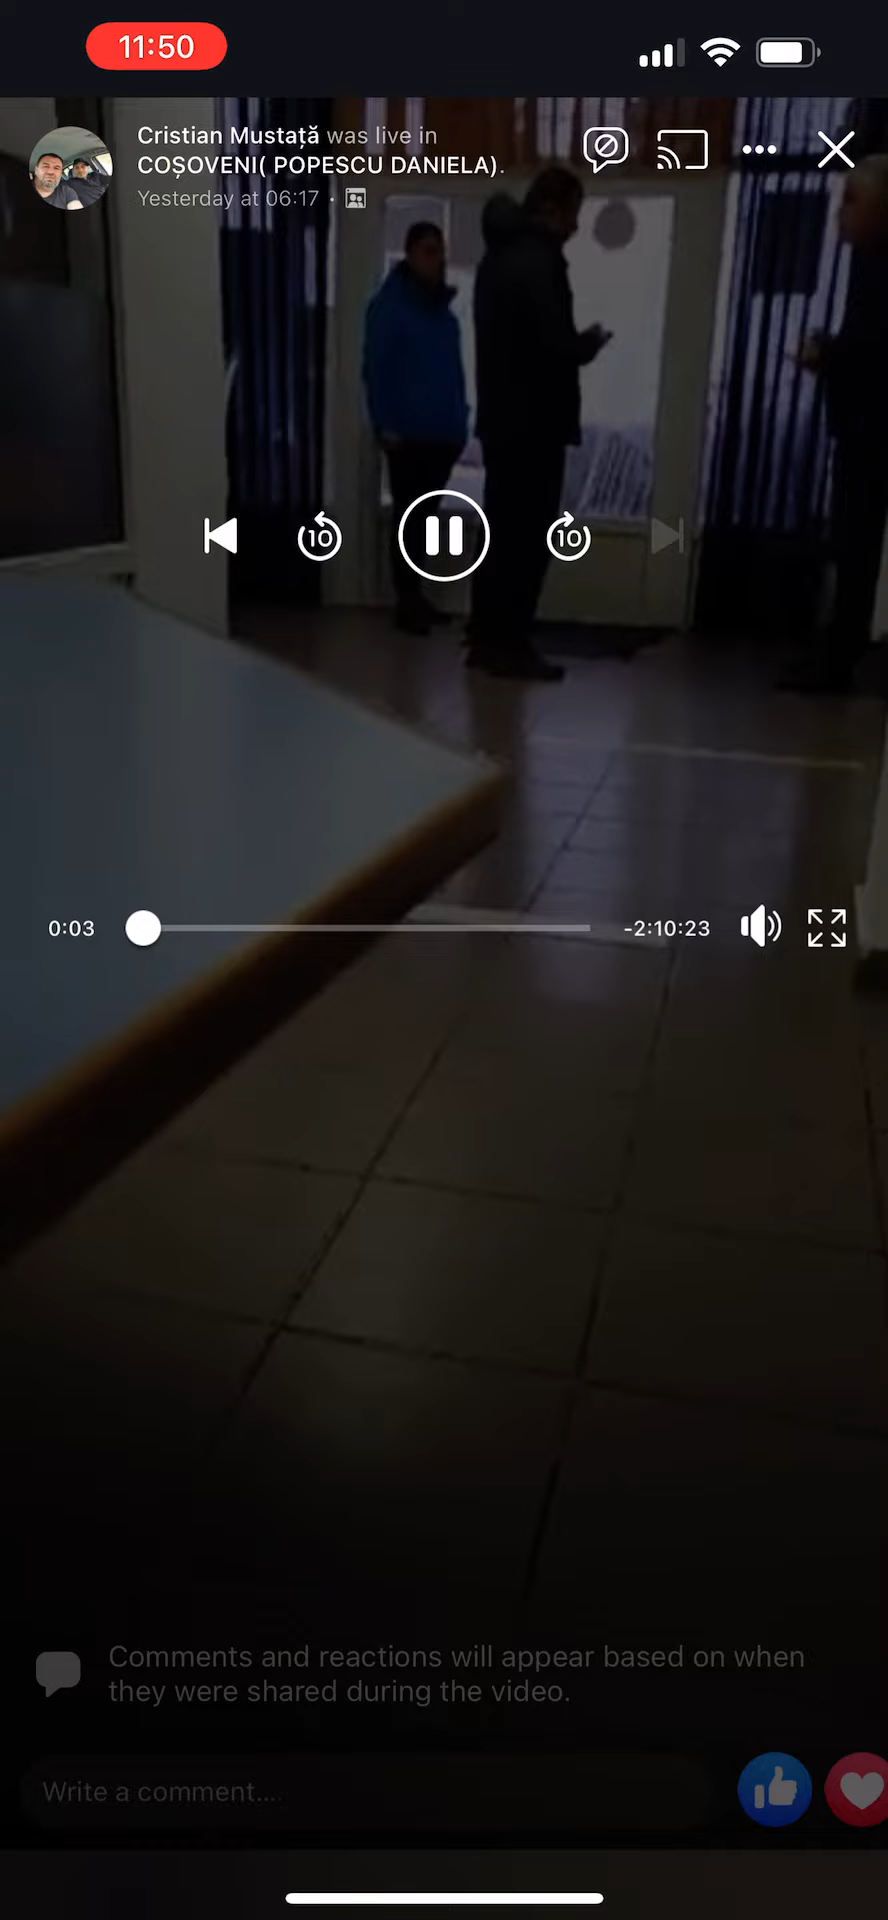 11:50
Cristian Mustață was live in
COȘOVENI( POPESCU DANIELA).
Yesterday at 06:17 ·
10
10
0:03
-2:10:23
Comments and reactions will appear based on when
they were shared during the video.
Write a comment....